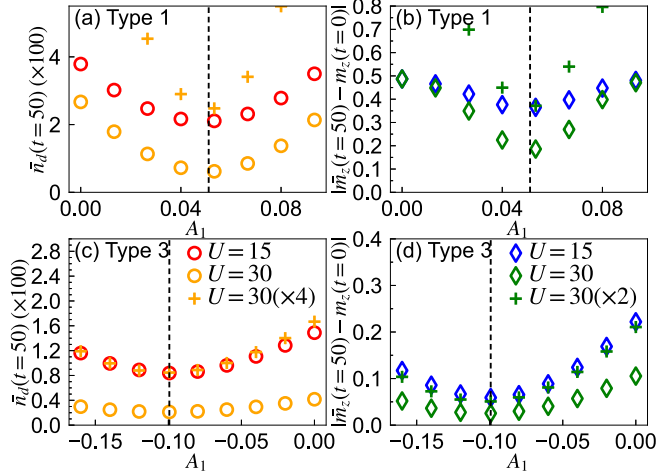 (a) Type 1
n̄_d(t = 50) (×100)
4
2
0
0.00
0.04
0.08
A_1
(b) Type 1
|m̄_z(t = 50) − m_z(t = 0)|
0.8
0.7
0.6
0.5
0.4
0.3
0.2
0.1
0.0
0.00
0.04
0.08
A_1
(c) Type 3
U = 15
U = 30
U = 30(×4)
n̄_d(t = 50) (×100)
2.8
2.4
2.0
1.6
1.2
0.8
0.4
0.0
−0.15
−0.10
−0.05
0.00
A_1
(d) Type 3
U = 15
U = 30
U = 30(×2)
|m̄_z(t = 50) − m_z(t = 0)|
0.4
0.3
0.2
0.1
0.0
−0.15
−0.10
−0.05
0.00
A_1